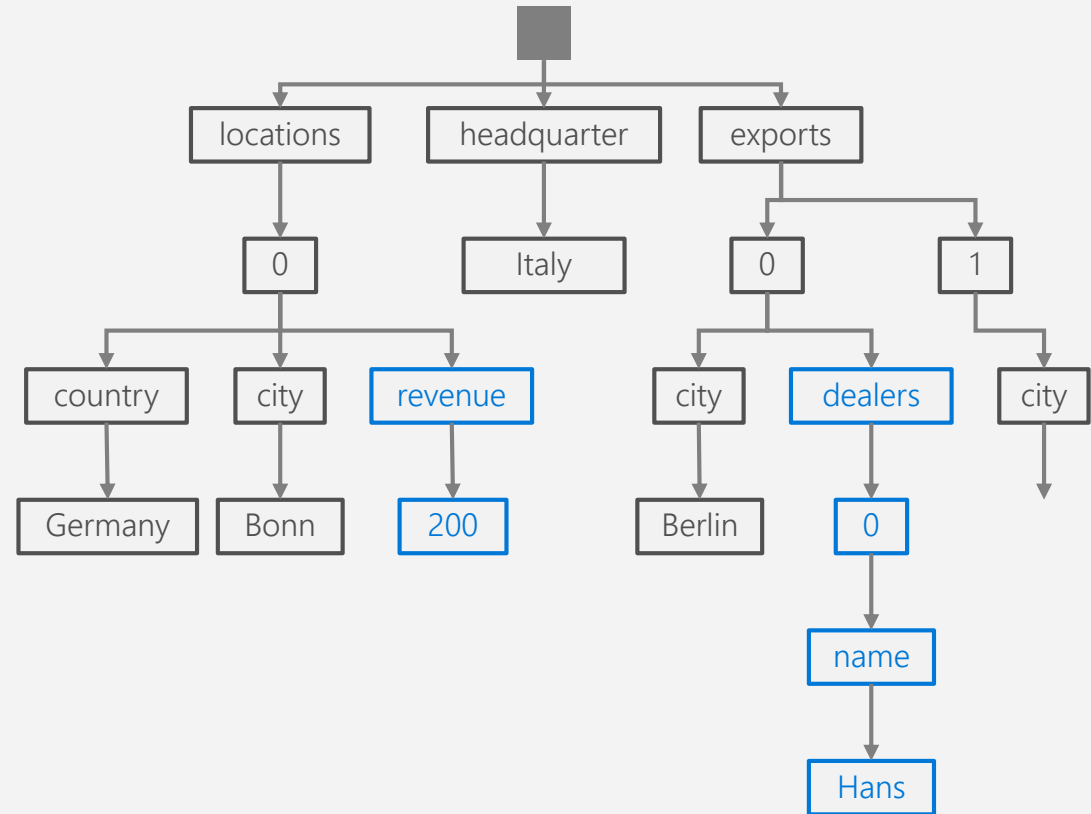 locations
headquarter
exports
0
Italy
0
1
country
city
revenue
city
dealers
city
Germany
Bonn
200
Berlin
0
name
Hans